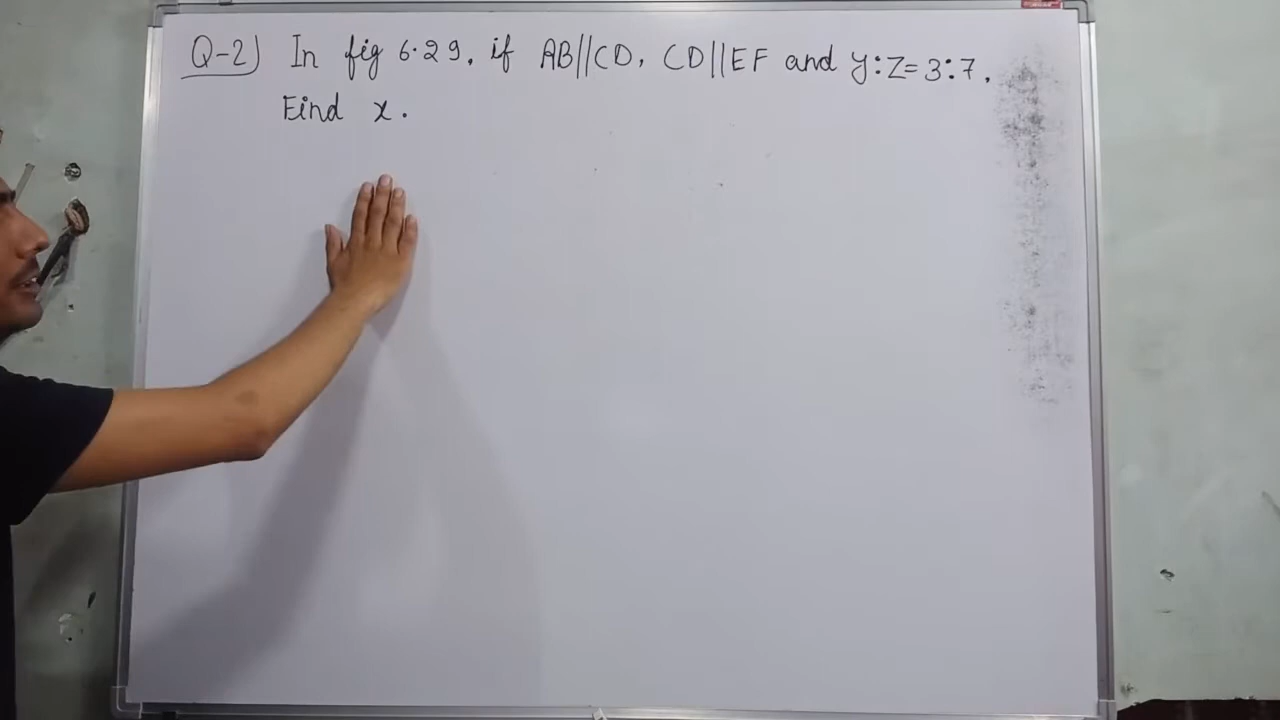 Q-2) In fig 6.29, if AB||CD, CD||EF and y:z=3:7.
Find x.